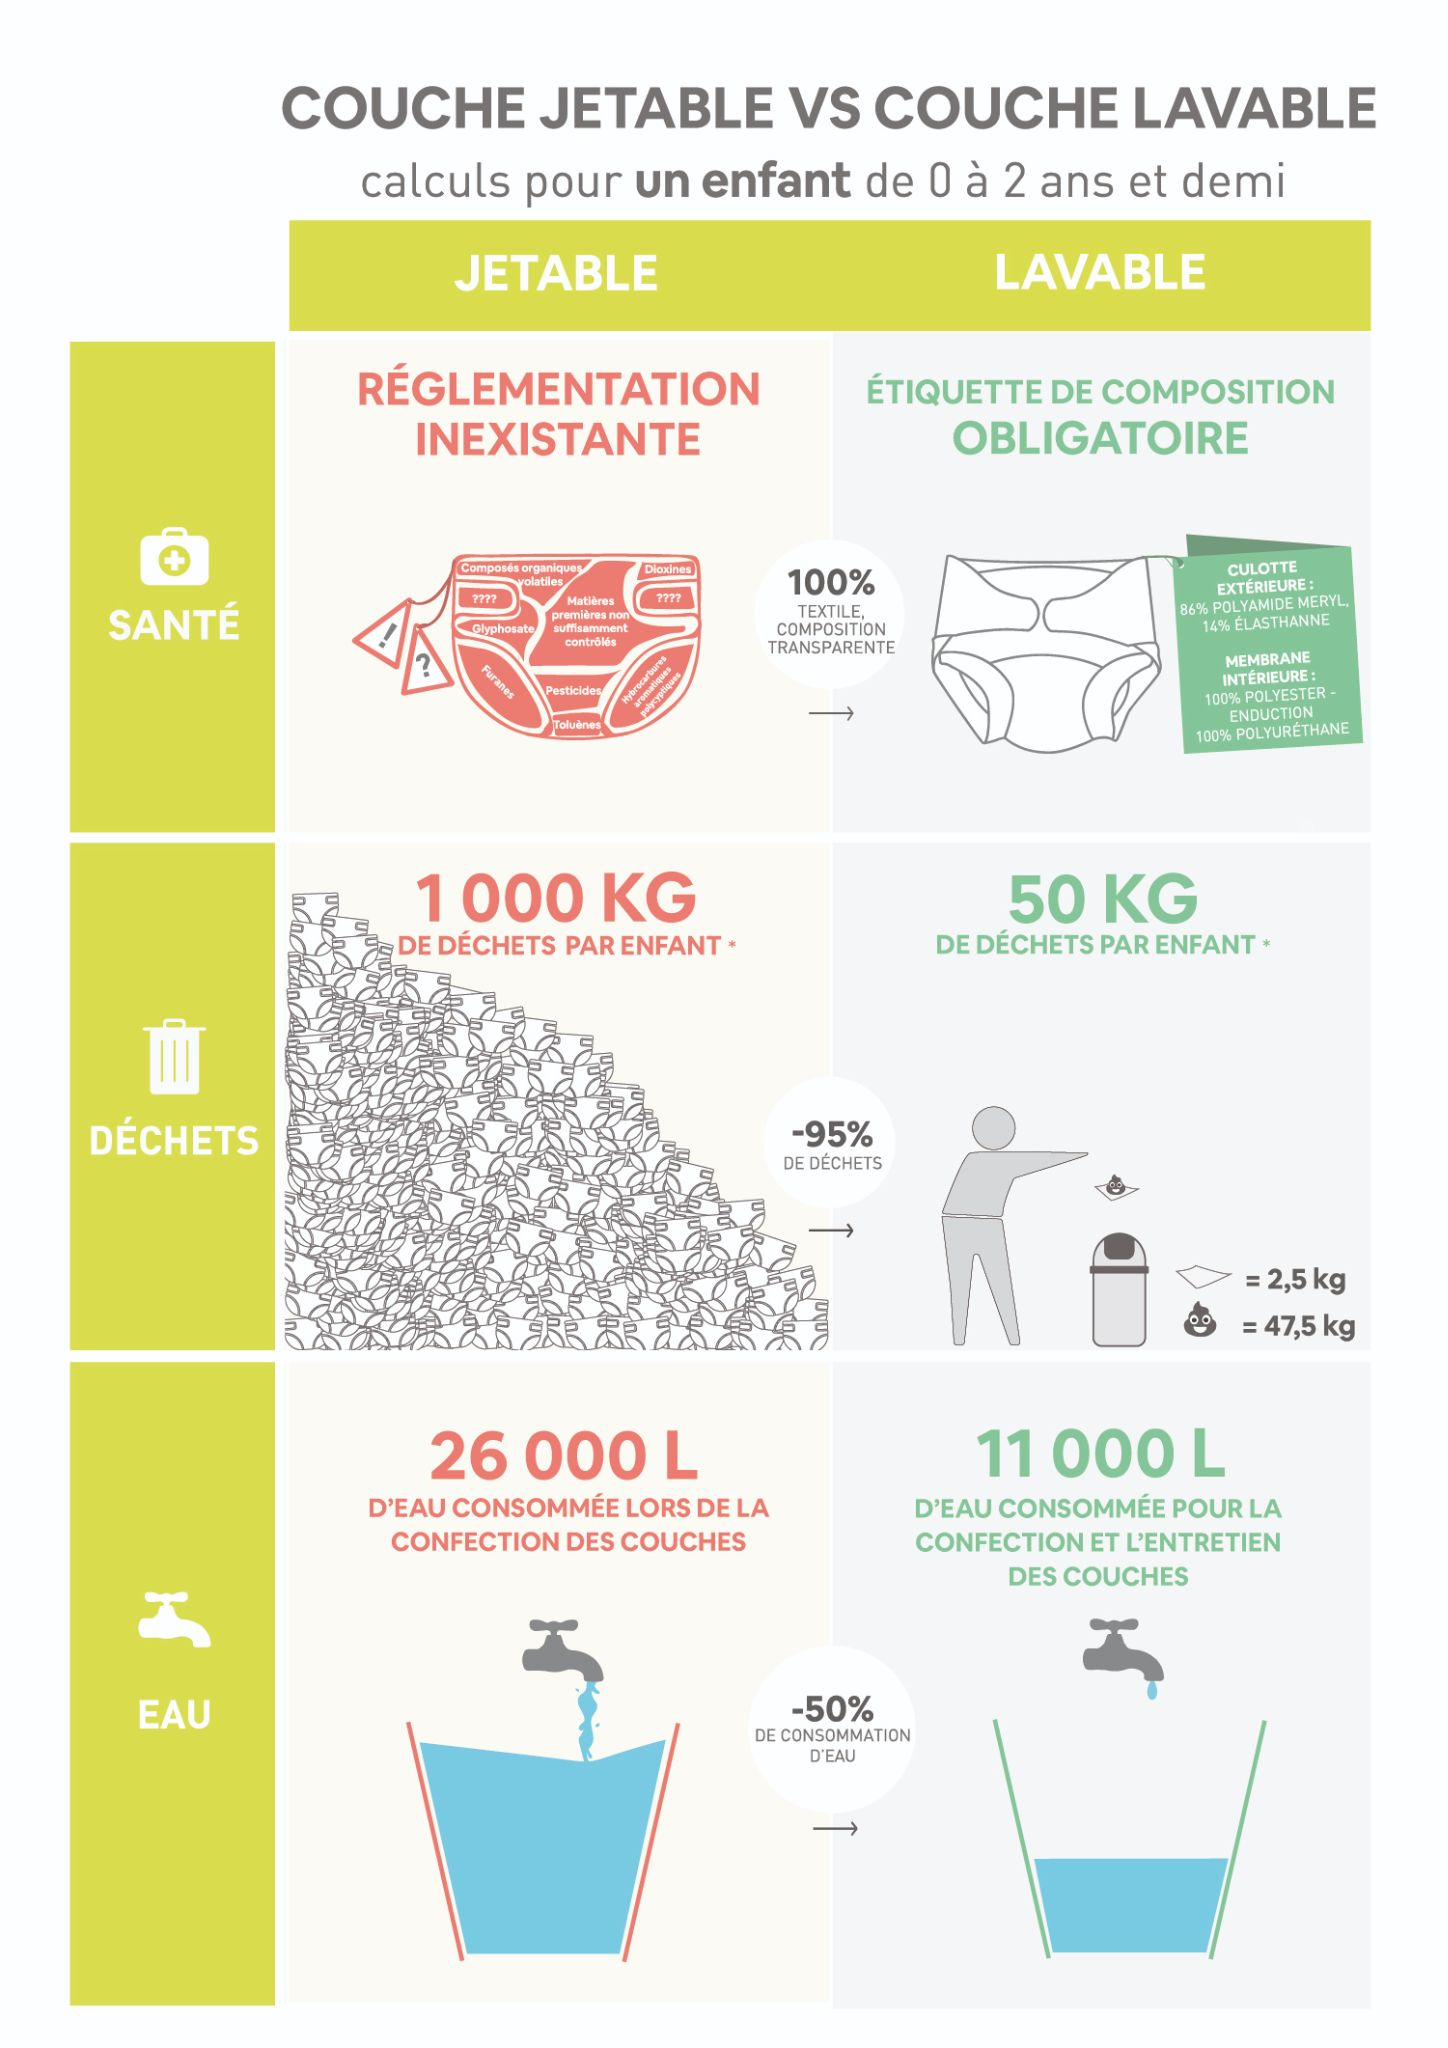 COUCHE JETABLE VS COUCHE LAVABLE
calculs pour un enfant de 0 à 2 ans et demi
JETABLE
LAVABLE
SANTÉ
RÉGLEMENTATION
INEXISTANTE
Composés organiques
volatiles
Dioxines
????
????
Matières
premières non
suffisamment
contrôlés
Glyphosate
Furanes
Pesticides
Hybrocarbures
aromatiques
polycyptiques
Toluènes
!
?
100%
TEXTILE,
COMPOSITION
TRANSPARENTE
ÉTIQUETTE DE COMPOSITION
OBLIGATOIRE
CULOTTE
EXTÉRIEURE :
86% POLYAMIDE MERYL,
14% ÉLASTHANNE
MEMBRANE
INTÉRIEURE :
100% POLYESTER -
ENDUCTION
100% POLYURÉTHANE
DÉCHETS
1 000 KG
DE DÉCHETS PAR ENFANT *
-95%
DE DÉCHETS
50 KG
DE DÉCHETS PAR ENFANT *
= 2,5 kg
= 47,5 kg
EAU
26 000 L
D'EAU CONSOMMÉE LORS DE LA
CONFECTION DES COUCHES
-50%
DE CONSOMMATION
D'EAU
11 000 L
D'EAU CONSOMMÉE POUR LA
CONFECTION ET L'ENTRETIEN
DES COUCHES